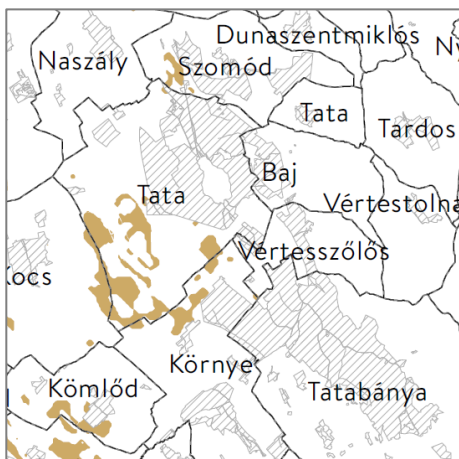 Dunaszentmiklós
Naszály
Szomód
Tata
Tardos
Baj
Tata
Vértestolna
Vértesszőlős
Kocs
Környe
Kömlőd
Tatabánya